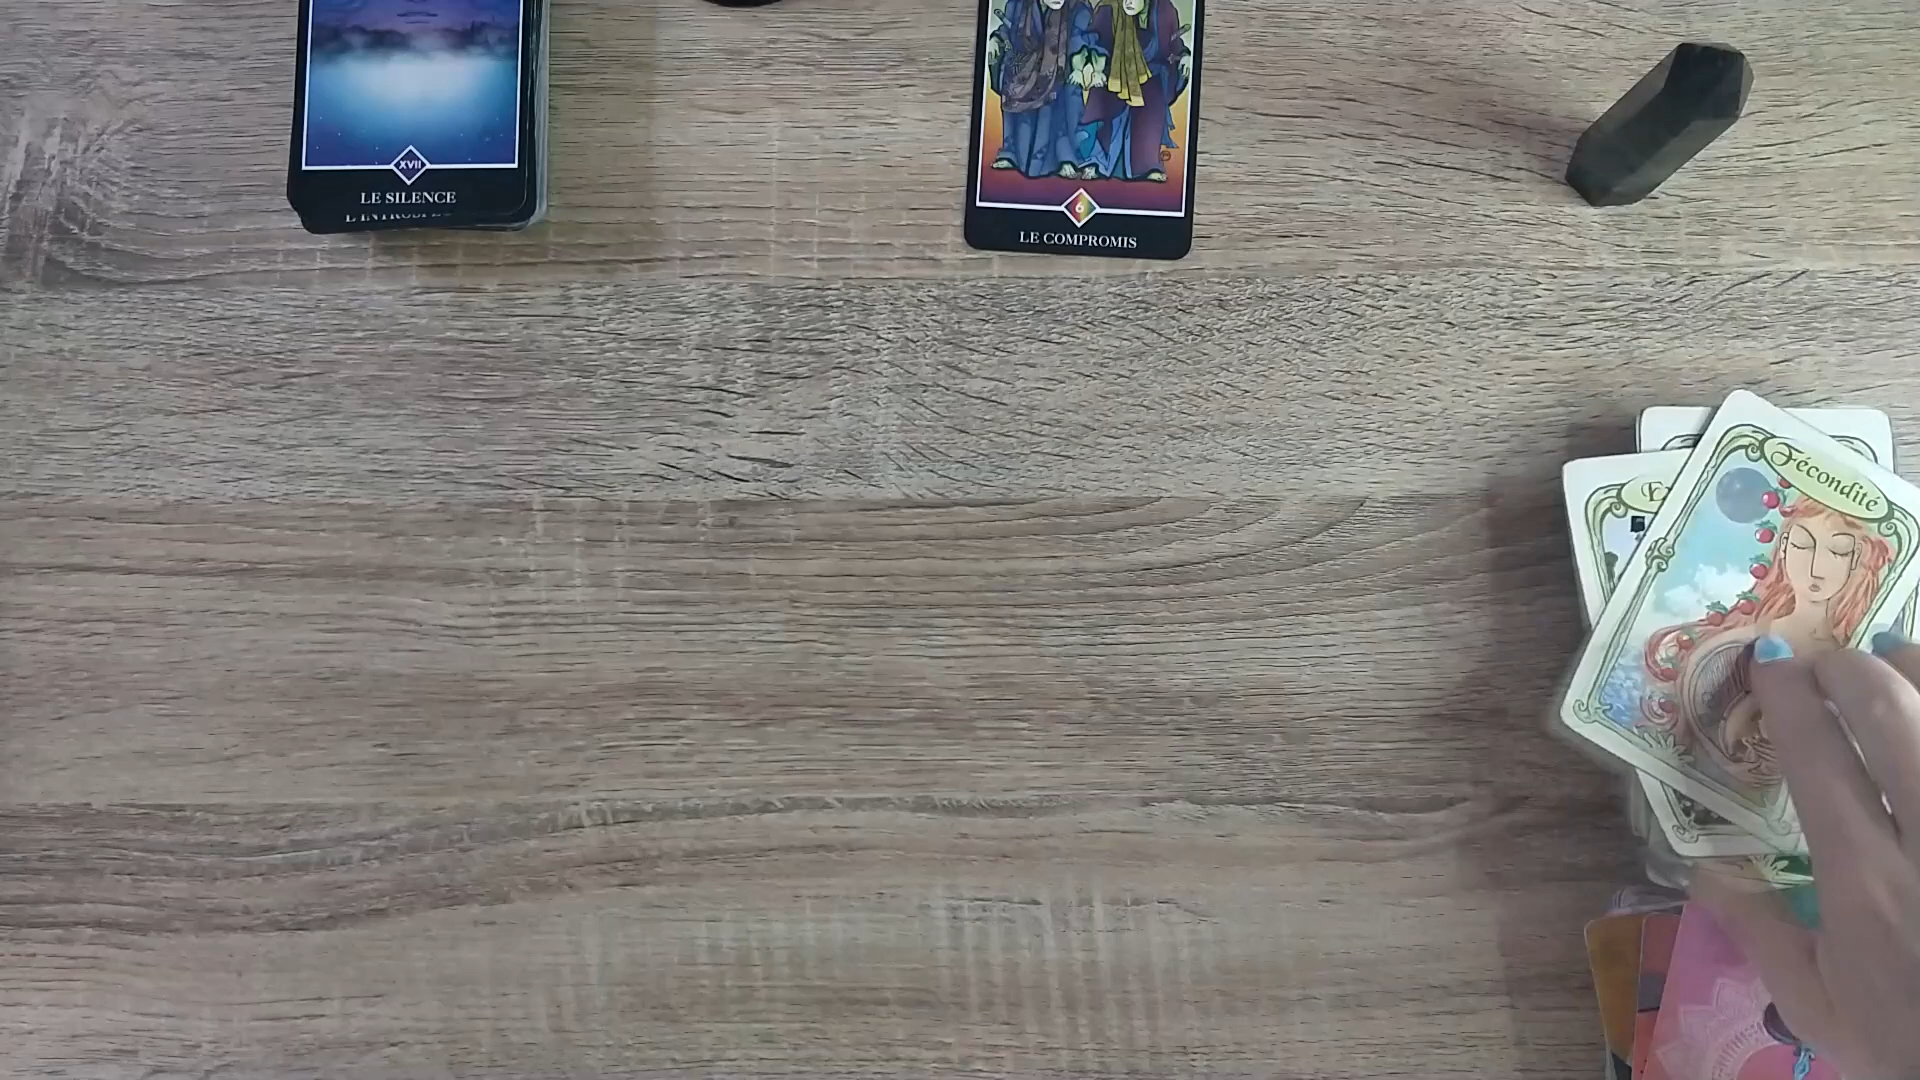 XVII
LE SILENCE
6
LE COMPROMIS
Fécondité